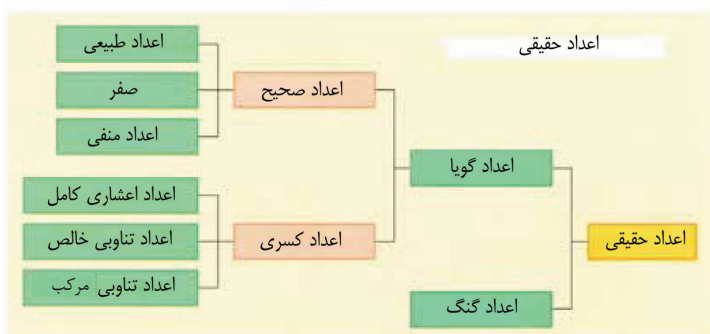 اعداد حقیقی
اعداد حقیقی
اعداد گویا
اعداد گنگ
اعداد صحیح
اعداد کسری
اعداد طبیعی
صفر
اعداد منفی
اعداد اعشاری کامل
اعداد تناوبی خالص
اعداد تناوبی مرکب